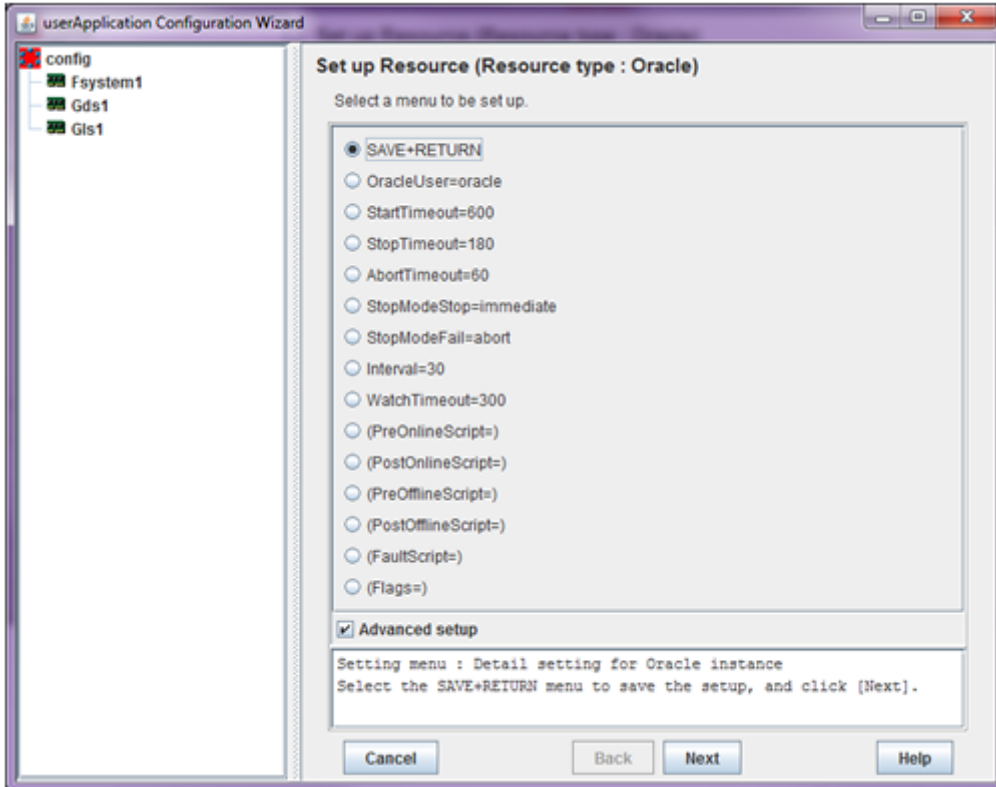 userApplication Configuration Wizard
config
Fsystem1
Gds1
Gls1
Set up Resource (Resource type : Oracle)
Select a menu to be set up.
SAVE+RETURN
OracleUser=oracle
StartTimeout=600
StopTimeout=180
AbortTimeout=60
StopModeStop=immediate
StopModeFail=abort
Interval=30
WatchTimeout=300
(PreOnlineScript=)
(PostOnlineScript=)
(PreOfflineScript=)
(PostOfflineScript=)
(FaultScript=)
(Flags=)
Advanced setup
Setting menu : Detail setting for Oracle instance
Select the SAVE+RETURN menu to save the setup, and click [Next].
Cancel Back Next Help